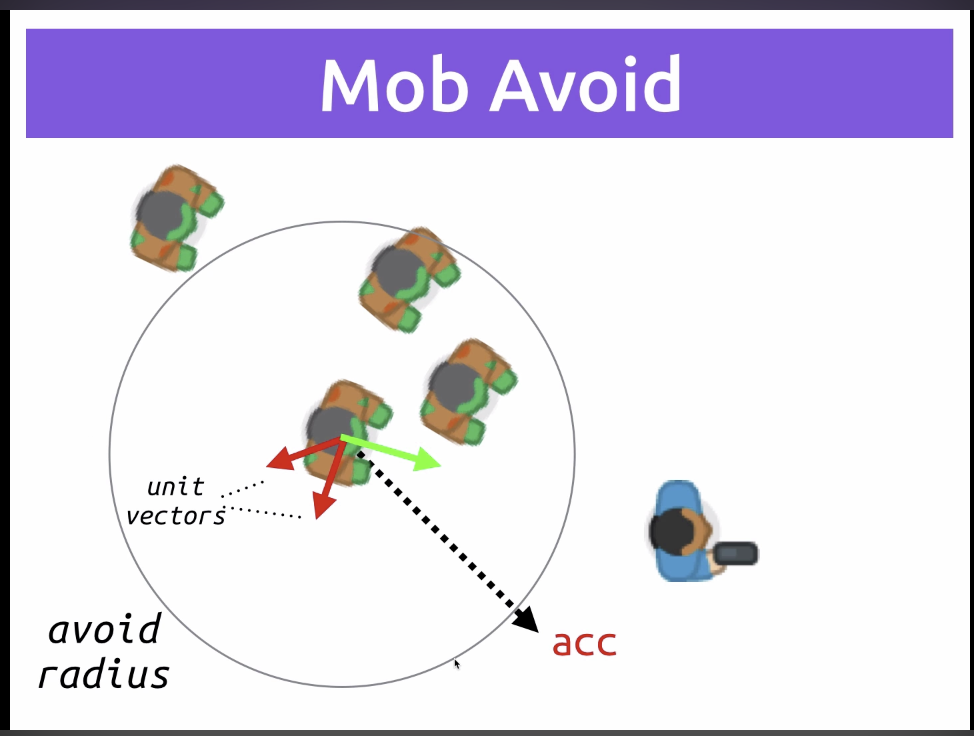 Mob Avoid
unit
vectors
avoid
radius
acc